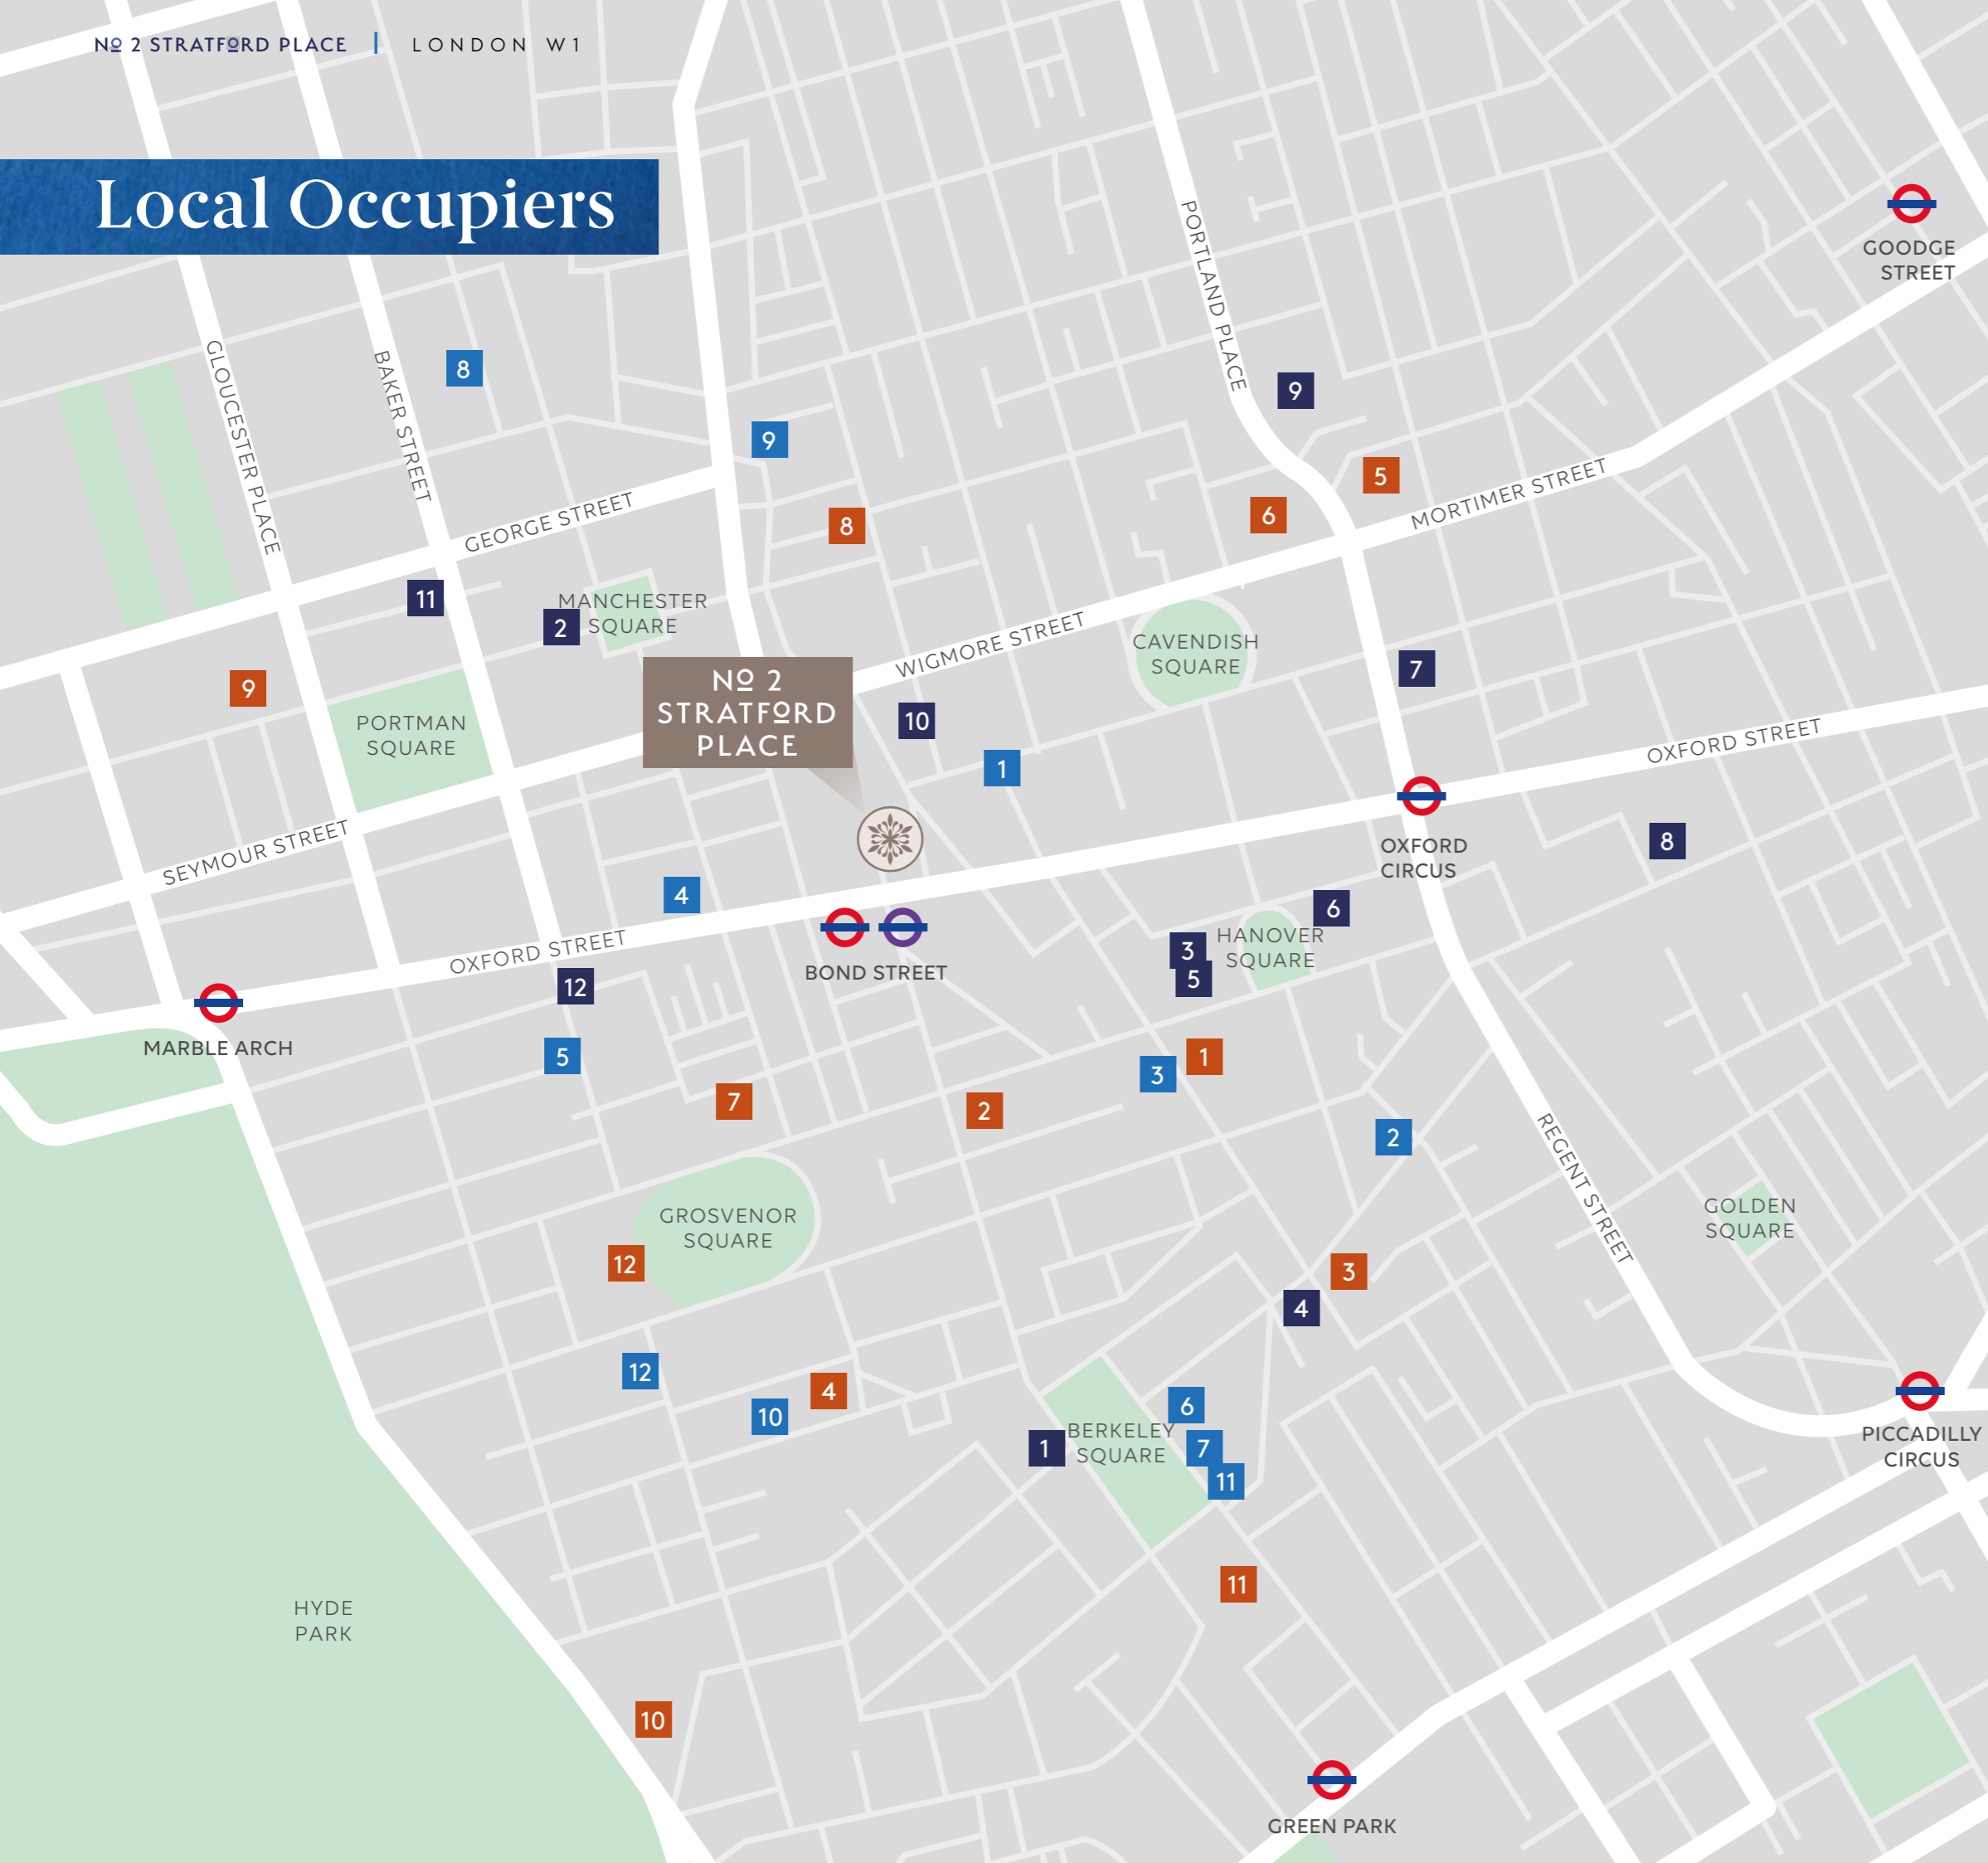 Nº 2 STRATFORD PLACE | LONDON W1
Local Occupiers
PORTLAND PLACE
GOODGE
STREET
GLOUCESTER PLACE
BAKER STREET
8
9
9
5
MORTIMER STREET
6
8
GEORGE STREET
11
MANCHESTER
SQUARE
2
WIGMORE STREET
CAVENDISH
SQUARE
7
9
Nº 2
STRATFORD
PLACE
10
PORTMAN
SQUARE
1
OXFORD STREET
OXFORD
CIRCUS
8
SEYMOUR STREET
4
6
OXFORD STREET
HANOVER
SQUARE
3
5
BOND STREET
12
MARBLE ARCH
5
1
3
7
2
2
REGENT STREET
GROSVENOR
SQUARE
GOLDEN
SQUARE
12
3
4
12
4
10
6
BERKELEY
SQUARE
1
7
11
PICCADILLY
CIRCUS
11
HYDE
PARK
10
GREEN PARK